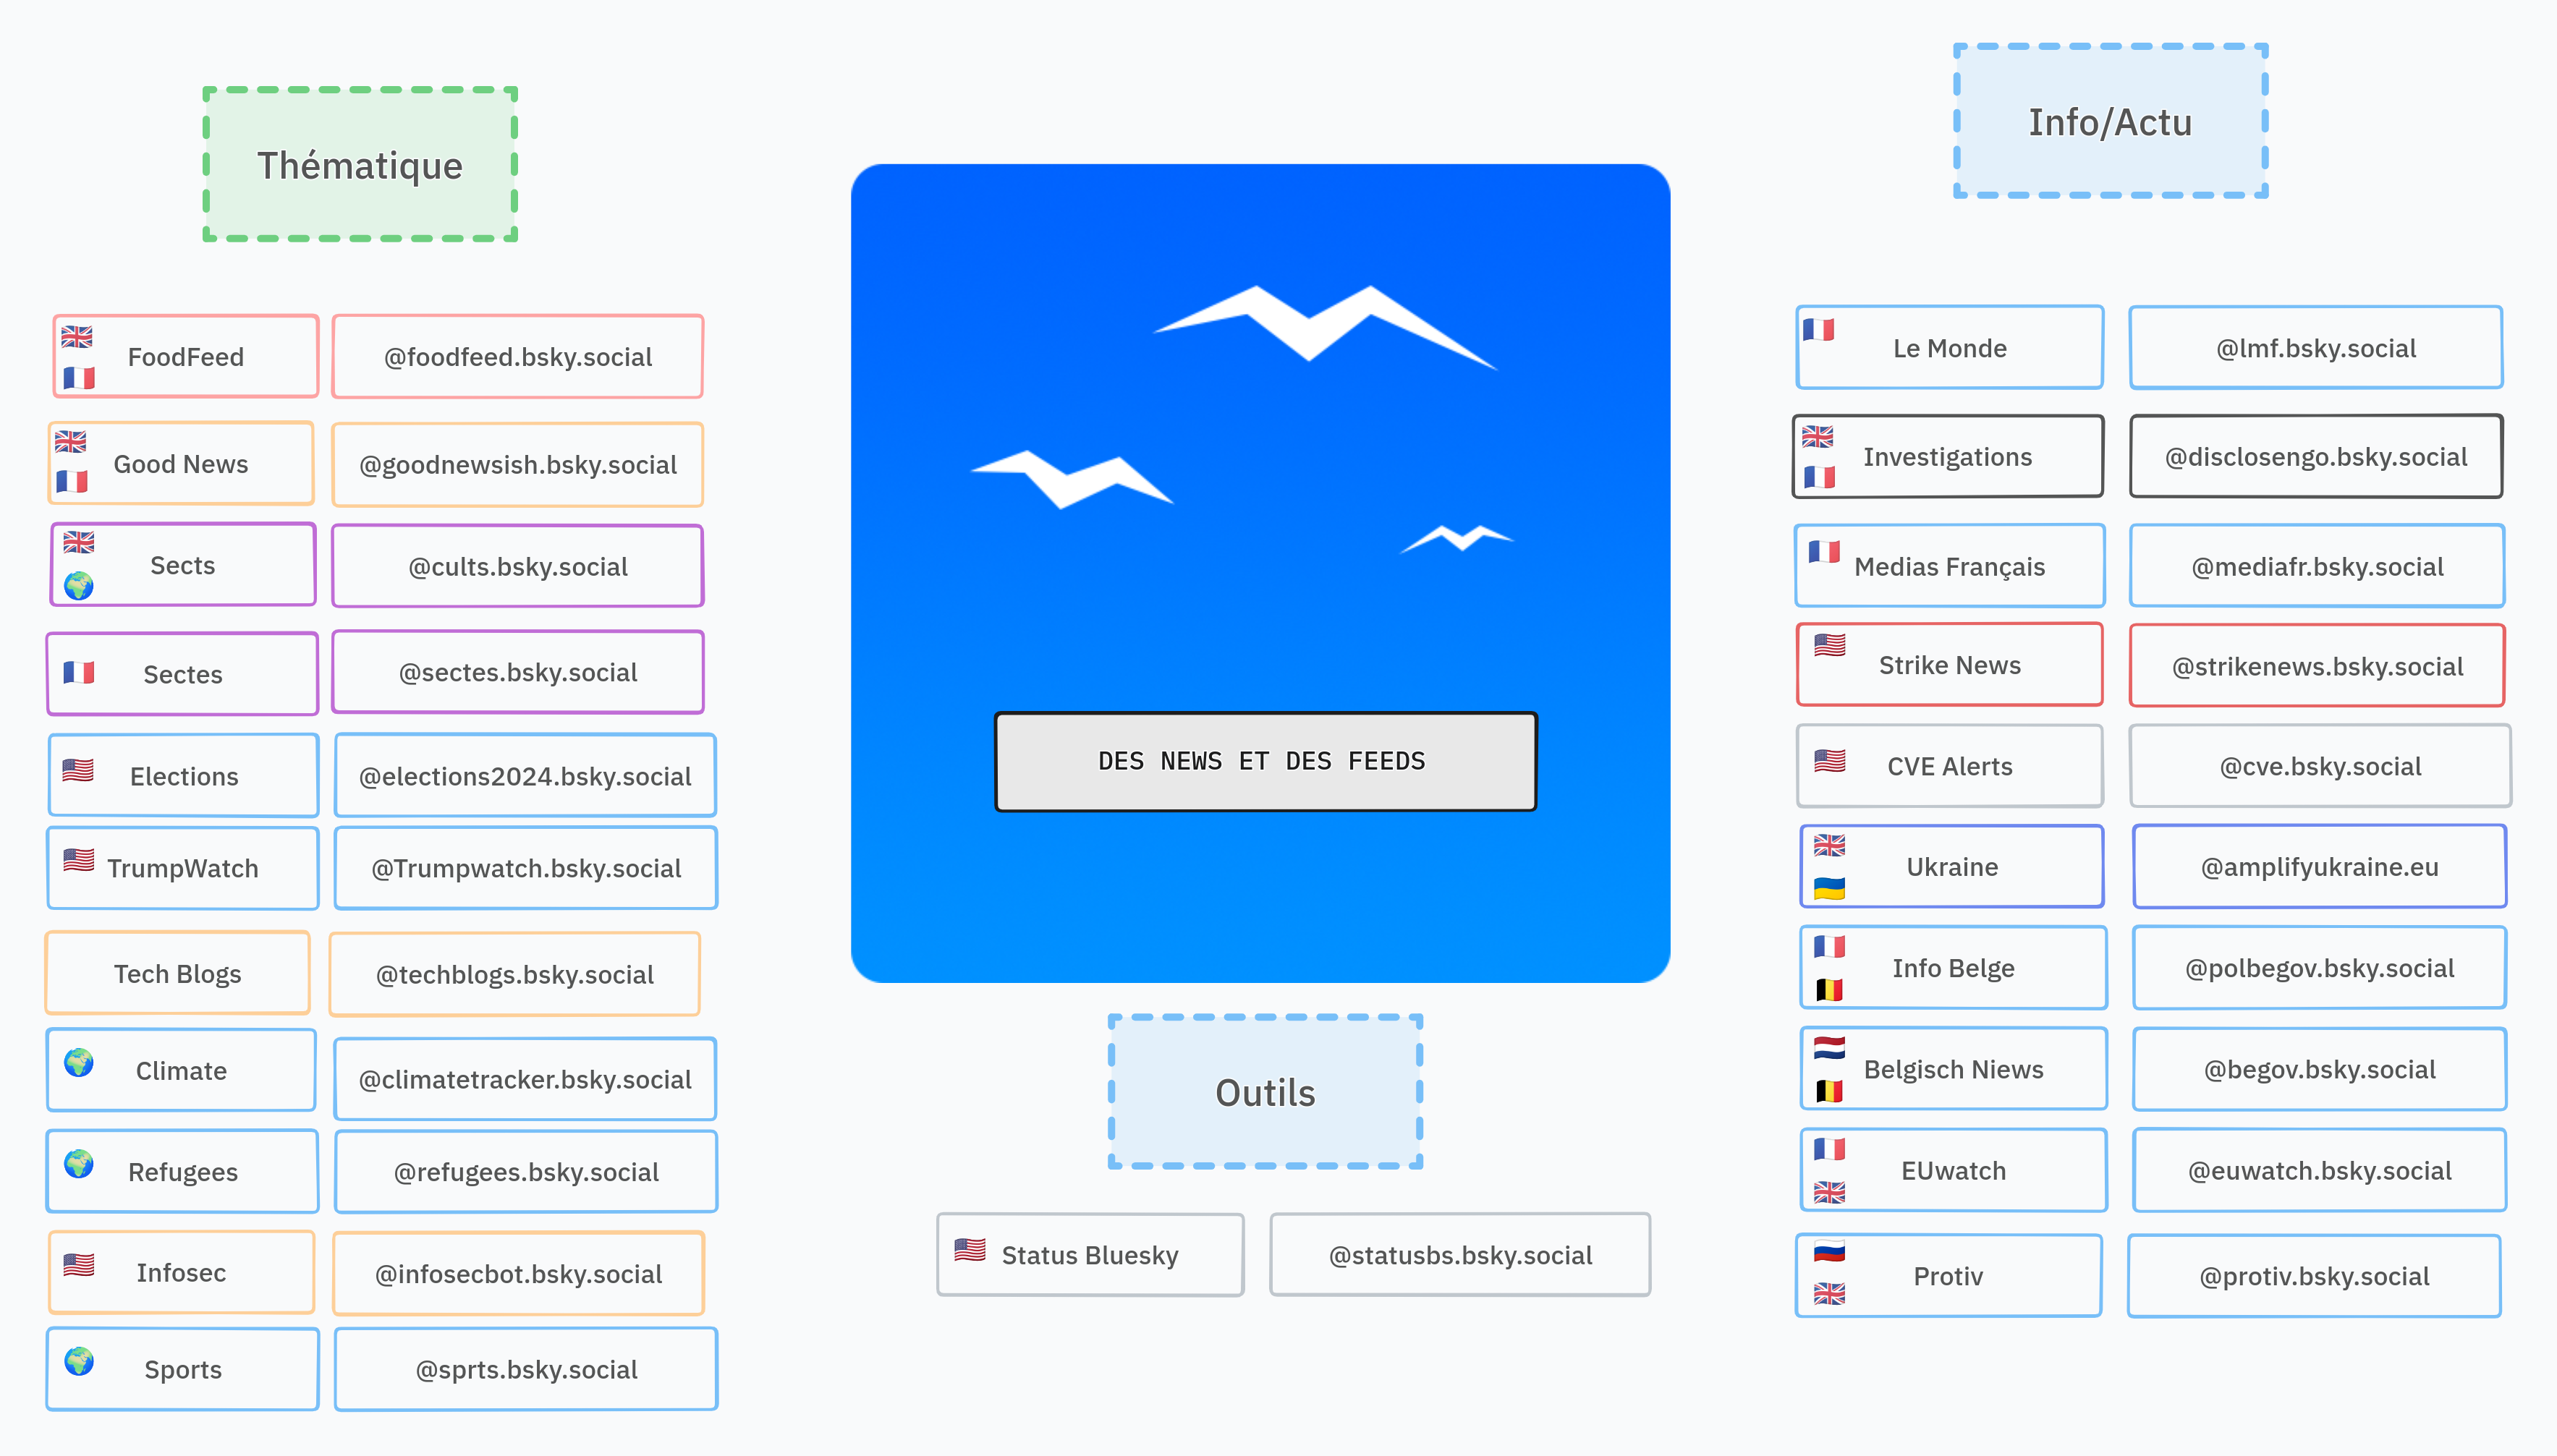 Thématique
FoodFeed
@foodfeed.bsky.social
Good News
@goodnewsish.bsky.social
Sects
@cults.bsky.social
Sectes
@sectes.bsky.social
Elections
@elections2024.bsky.social
TrumpWatch
@Trumpwatch.bsky.social
Tech Blogs
@techblogs.bsky.social
Climate
@climatetracker.bsky.social
Refugees
@refugees.bsky.social
Infosec
@infosecbot.bsky.social
Sports
@sprts.bsky.social
DES NEWS ET DES FEEDS
Outils
Status Bluesky
@statusbs.bsky.social
Info/Actu
Le Monde
@lmf.bsky.social
Investigations
@disclosengo.bsky.social
Medias Français
@mediafr.bsky.social
Strike News
@strikenews.bsky.social
CVE Alerts
@cve.bsky.social
Ukraine
@amplifyukraine.eu
Info Belge
@polbegov.bsky.social
Belgisch Niews
@begov.bsky.social
EUwatch
@euwatch.bsky.social
Protiv
@protiv.bsky.social